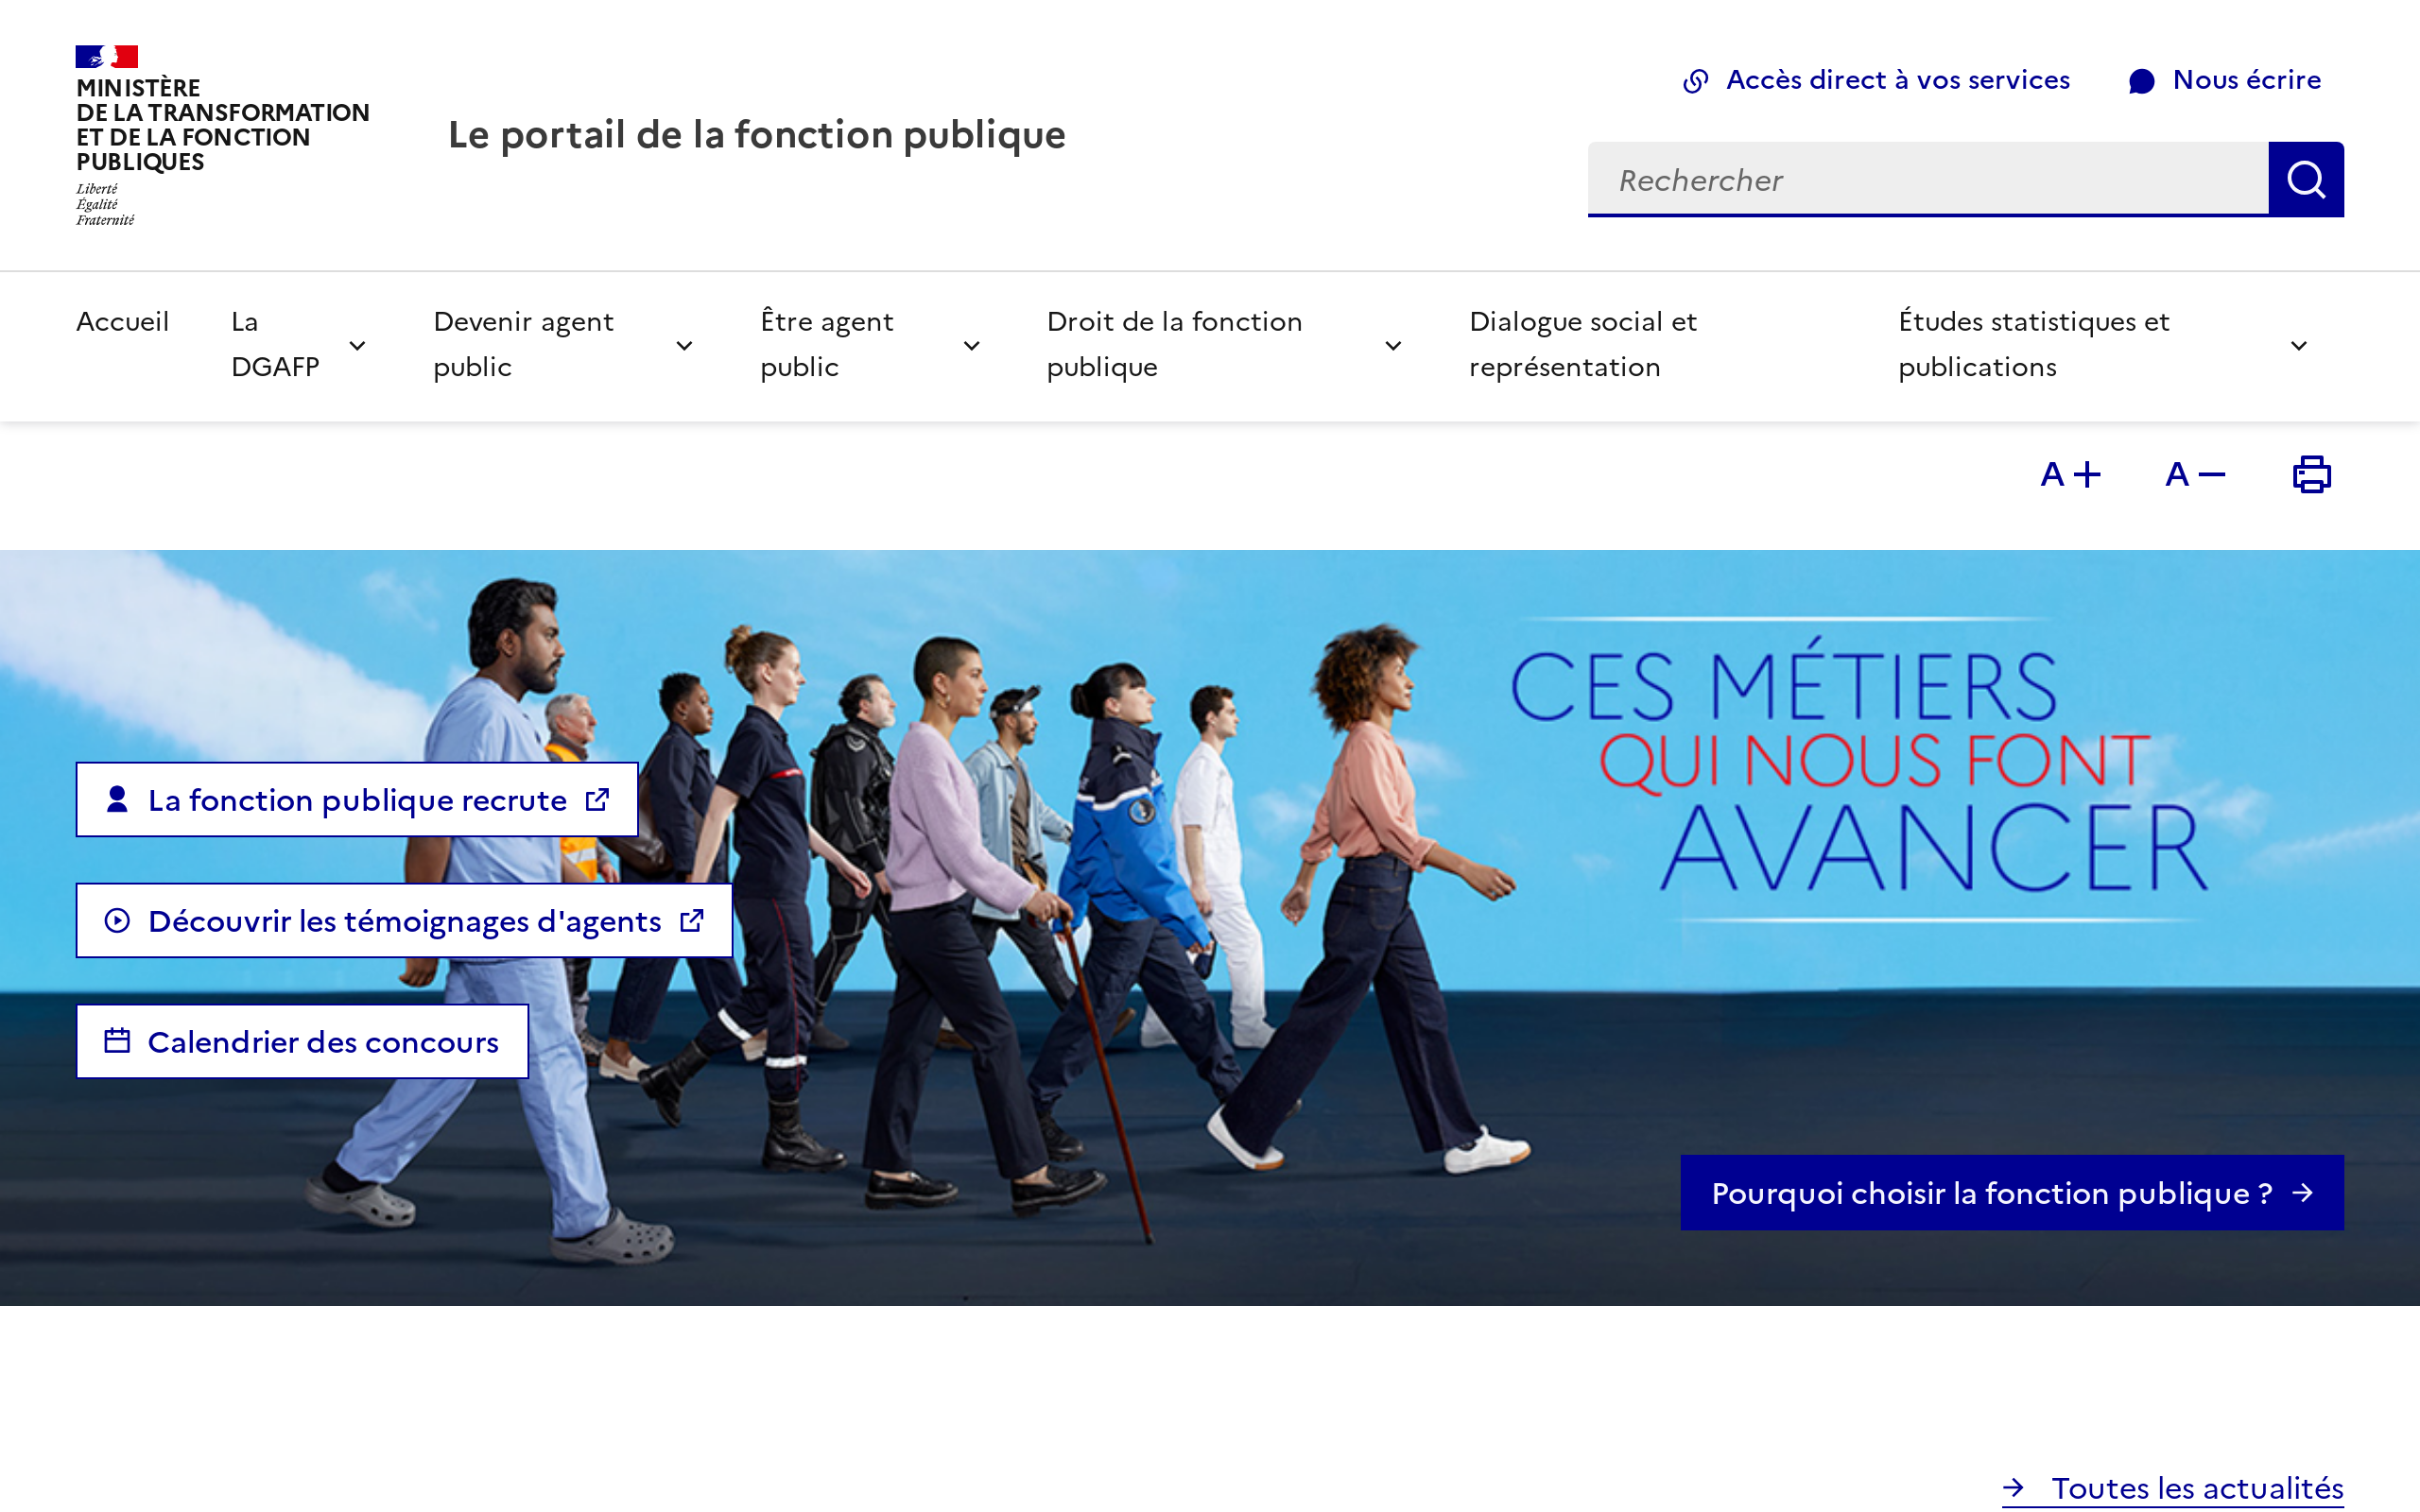 MINISTÈRE
DE LA TRANSFORMATION
ET DE LA FONCTION
PUBLIQUES
Liberté
Égalité
Fraternité
Le portail de la fonction publique
Accès direct à vos services
Nous écrire
Rechercher
Accueil
La
DGAFP
Devenir agent
public
Être agent
public
Droit de la fonction
publique
Dialogue social et
représentation
Études statistiques et
publications
A+
A−
CES MÉTIERS
QUI NOUS FONT
AVANCER
La fonction publique recrute
Découvrir les témoignages d'agents
Calendrier des concours
Pourquoi choisir la fonction publique ?
Toutes les actualités